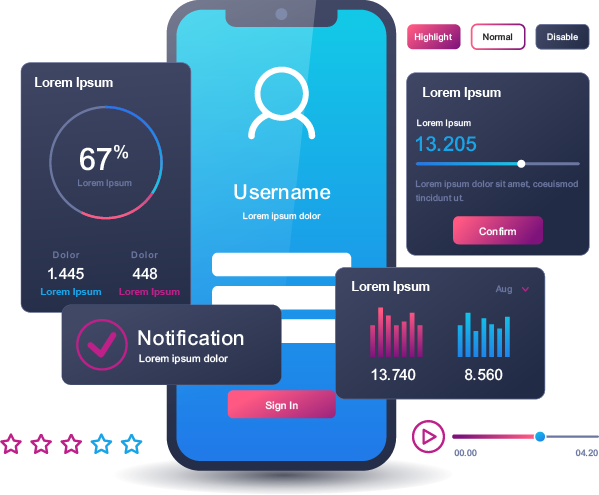 Highlight
Normal
Disable
Lorem Ipsum
67%
Lorem Ipsum
Dolor
Dolor
1.445
448
Lorem Ipsum
Lorem Ipsum
Username
Lorem ipsum dolor
Sign In
Lorem Ipsum
Lorem Ipsum
13.205
Lorem ipsum dolor sit amet, coeuismod
tincidunt ut.
Confirm
Notification
Lorem ipsum dolor
Lorem Ipsum
Aug
13.740
8.560
00.00
04.20